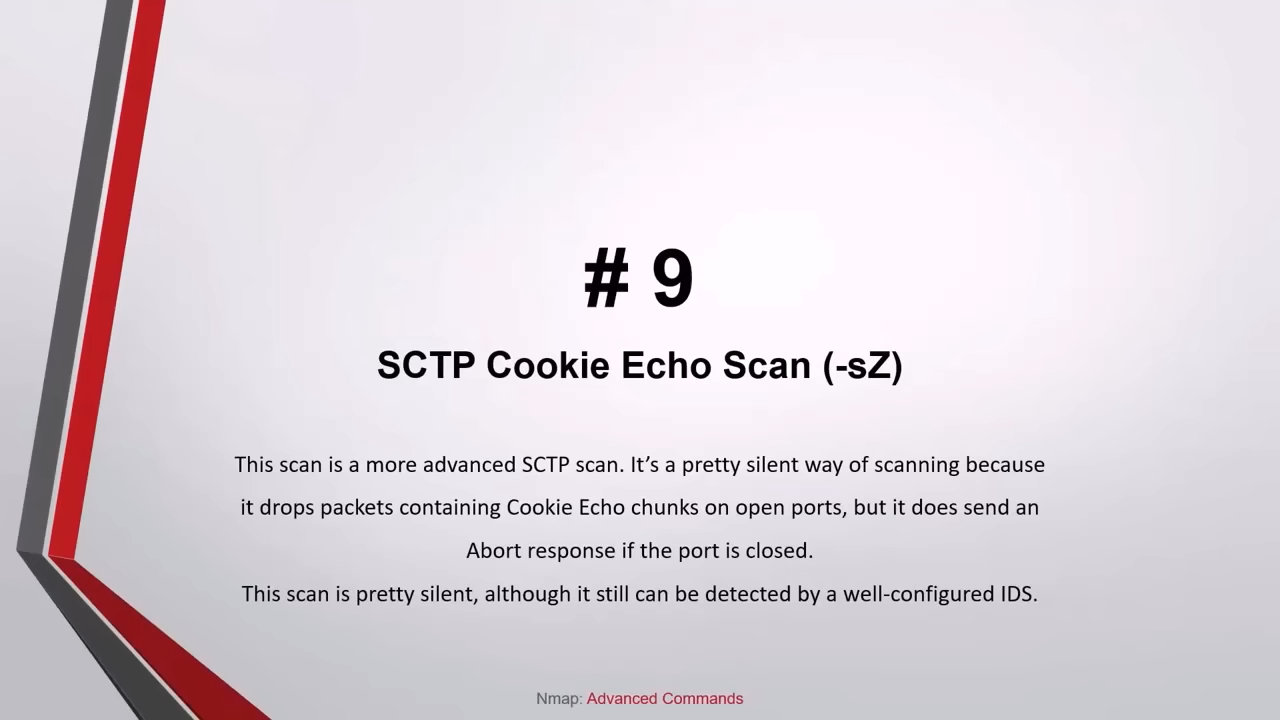 # 9
SCTP Cookie Echo Scan (-sZ)
This scan is a more advanced SCTP scan. It’s a pretty silent way of scanning because
it drops packets containing Cookie Echo chunks on open ports, but it does send an
Abort response if the port is closed.
This scan is pretty silent, although it still can be detected by a well-configured IDS.
Nmap: Advanced Commands